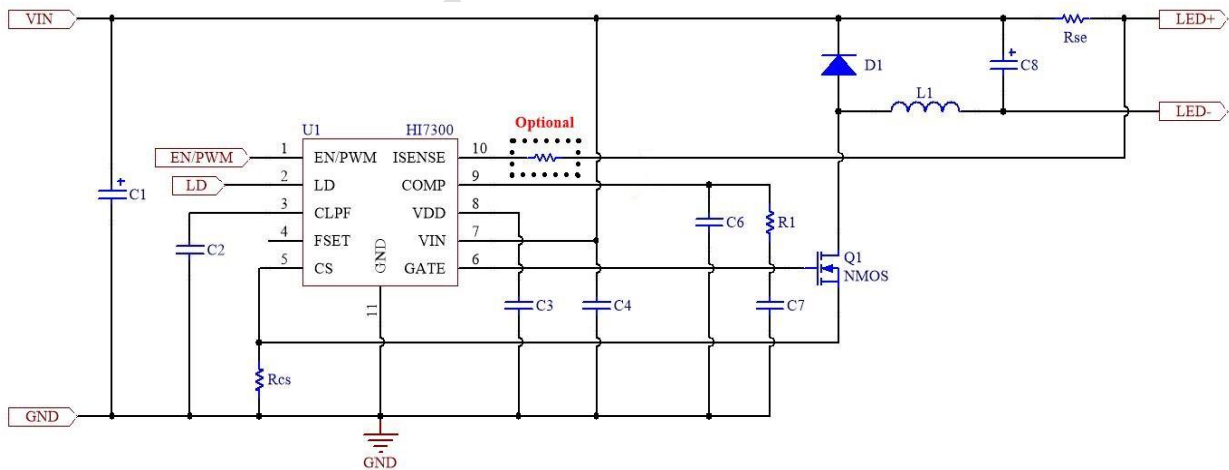 VIN
LED+
Rse
D1
C8
L1
LED-
Optional
U1
HI7300
EN/PWM
1
EN/PWM
ISENSE
10
LD
2
LD
COMP
9
C1
3
CLPF
VDD
8
C6
R1
C2
4
FSET
VIN
7
5
CS
GND
GATE
6
Q1
NMOS
11
C3
C4
C7
Rcs
GND
GND